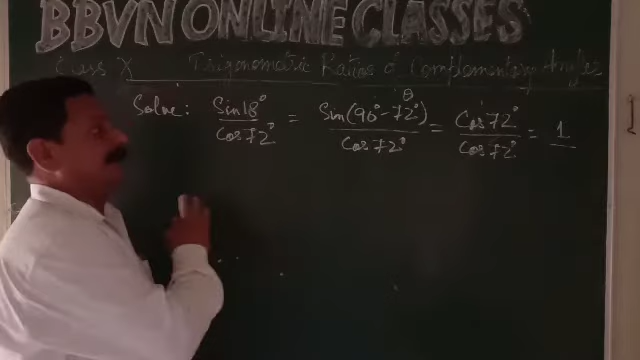 BBVN ONLINE CLASSES
Class X Trigonometric Ratios of Complementary Angles
θ
Solve: Sin18°/Cos72° = Sin(90°-72°)/Cos72° = Cos72°/Cos72° = 1